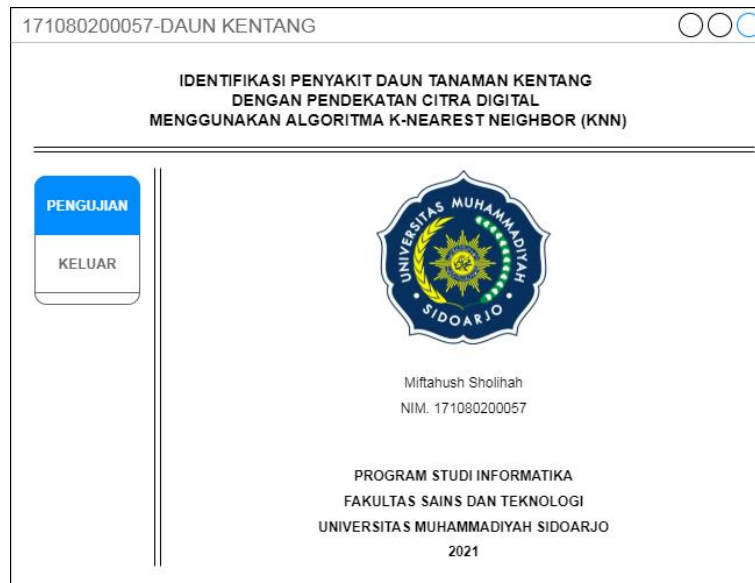 171080200057-DAUN KENTANG
IDENTIFIKASI PENYAKIT DAUN TANAMAN KENTANG
DENGAN PENDEKATAN CITRA DIGITAL
MENGGUNAKAN ALGORITMA K-NEAREST NEIGHBOR (KNN)
PENGUJIAN
KELUAR
UNIVERSITAS MUHAMMADIYAH
SIDOARJO
Miftahush Sholihah
NIM. 171080200057
PROGRAM STUDI INFORMATIKA
FAKULTAS SAINS DAN TEKNOLOGI
UNIVERSITAS MUHAMMADIYAH SIDOARJO
2021